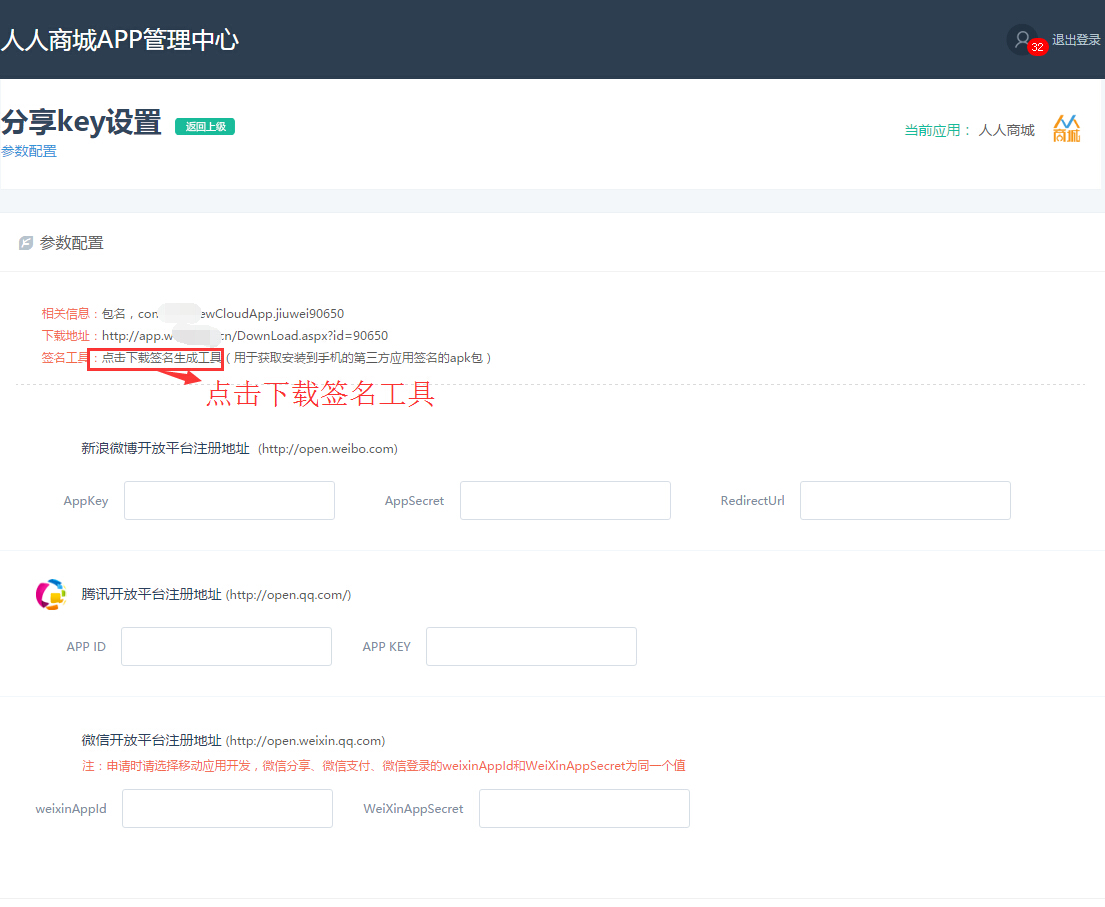 人人商城APP管理中心
32 退出登录
分享key设置 返回上级
参数配置
当前应用： 人人商城
商城
参数配置
相关信息：包名，con ewCloudApp.jiuwei90650
下载地址：http://app.w cn/DownLoad.aspx?id=90650
签名工具：点击下载签名生成工具（用于获取安装到手机的第三方应用签名的apk包）
点击下载签名工具
新浪微博开放平台注册地址 (http://open.weibo.com)
AppKey AppSecret RedirectUrl
腾讯开放平台注册地址 (http://open.qq.com/)
APP ID APP KEY
微信开放平台注册地址 (http://open.weixin.qq.com)
注：申请时请选择移动应用开发，微信分享、微信支付、微信登录的weixinAppId和WeiXinAppSecret为同一个值
weixinAppId WeiXinAppSecret